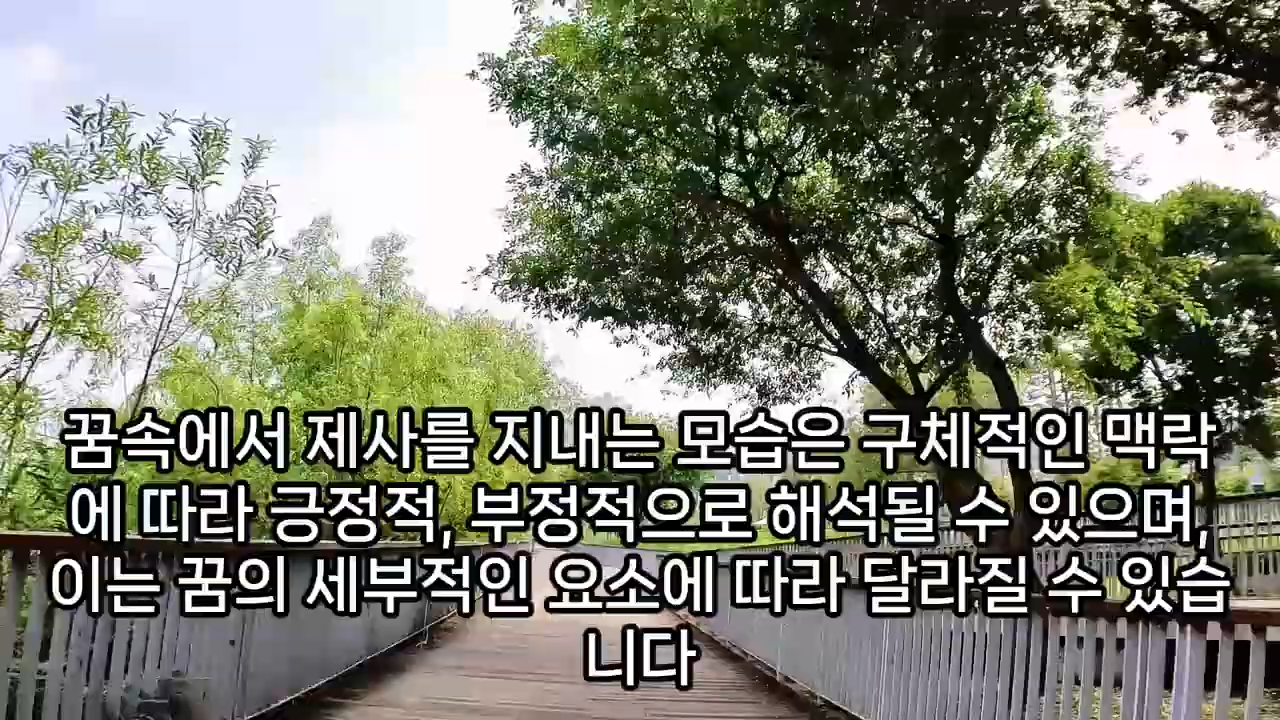 꿈속에서 제사를 지내는 모습은 구체적인 맥락
에 따라 긍정적, 부정적으로 해석될 수 있으며,
이는 꿈의 세부적인 요소에 따라 달라질 수 있습
니다